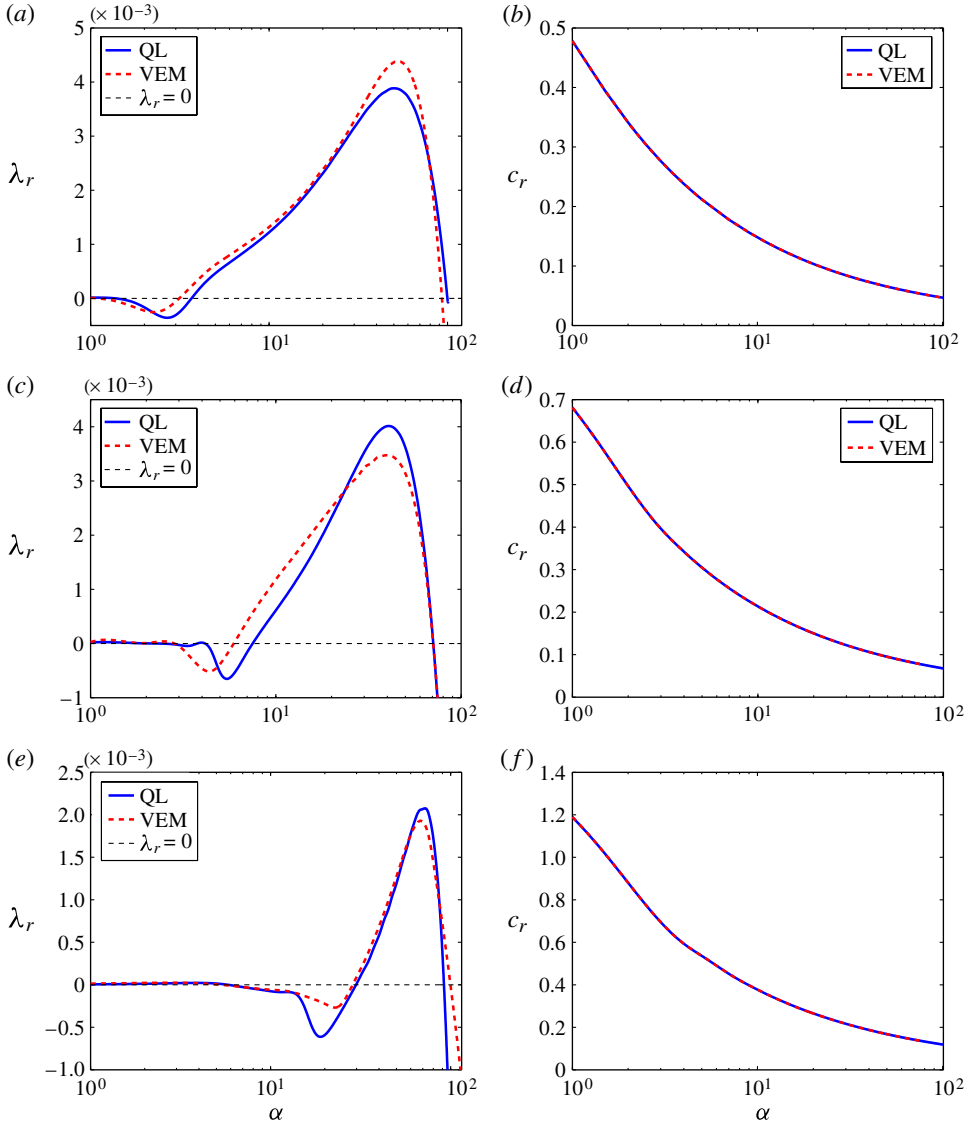 (a)
(× 10⁻³)
5
4
3
2
1
0
λr
QL
VEM
λr = 0
10⁰
10¹
10²
(b)
0.5
0.4
0.3
0.2
0.1
0
cr
QL
VEM
10⁰
10¹
10²
(c)
(× 10⁻³)
5
4
3
2
1
0
−1
λr
QL
VEM
λr = 0
10⁰
10¹
10²
(d)
0.7
0.6
0.5
0.4
0.3
0.2
0.1
0
cr
QL
VEM
10⁰
10¹
10²
(e)
(× 10⁻³)
2.5
2.0
1.5
1.0
0.5
0
−0.5
−1.0
λr
QL
VEM
λr = 0
10⁰
10¹
10²
α
(f)
1.4
1.2
1.0
0.8
0.6
0.4
0.2
0
cr
10⁰
10¹
10²
α